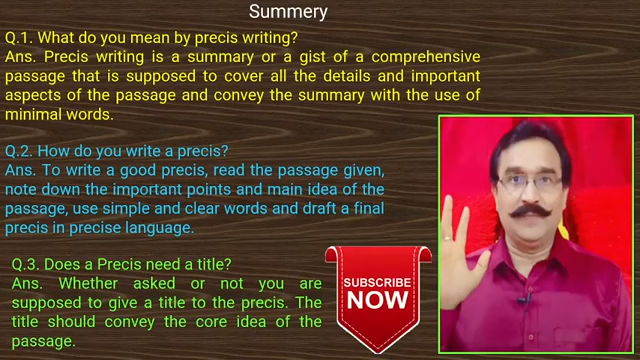 Summery
Q.1. What do you mean by precis writing?
Ans. Precis writing is a summary or a gist of a comprehensive
passage that is supposed to cover all the details and important
aspects of the passage and convey the summary with the use of
minimal words.
Q.2. How do you write a precis?
Ans. To write a good precis, read the passage given,
note down the important points and main idea of the
passage, use simple and clear words and draft a final
precis in precise language.
Q.3. Does a Precis need a title?
Ans. Whether asked or not you are
supposed to give a title to the precis. The
title should convey the core idea of the
passage.
SUBSCRIBE
NOW